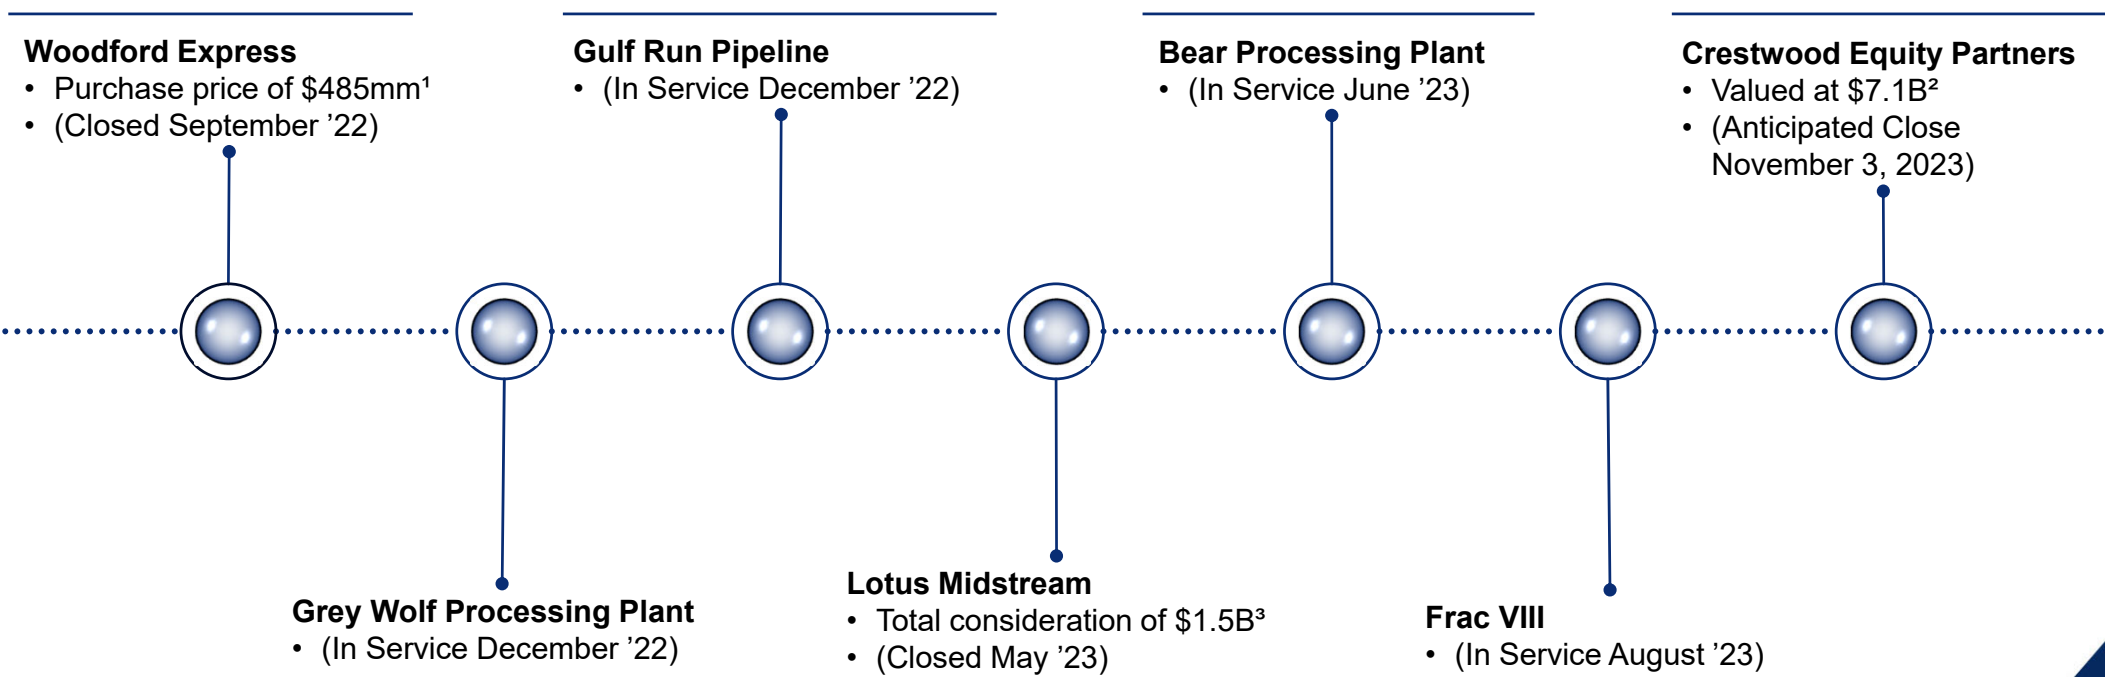 Woodford Express
• Purchase price of $485mm¹
• (Closed September ’22)
Gulf Run Pipeline
• (In Service December ’22)
Bear Processing Plant
• (In Service June ’23)
Crestwood Equity Partners
• Valued at $7.1B²
• (Anticipated Close
November 3, 2023)
Grey Wolf Processing Plant
• (In Service December ’22)
Lotus Midstream
• Total consideration of $1.5B³
• (Closed May ’23)
Frac VIII
• (In Service August ’23)